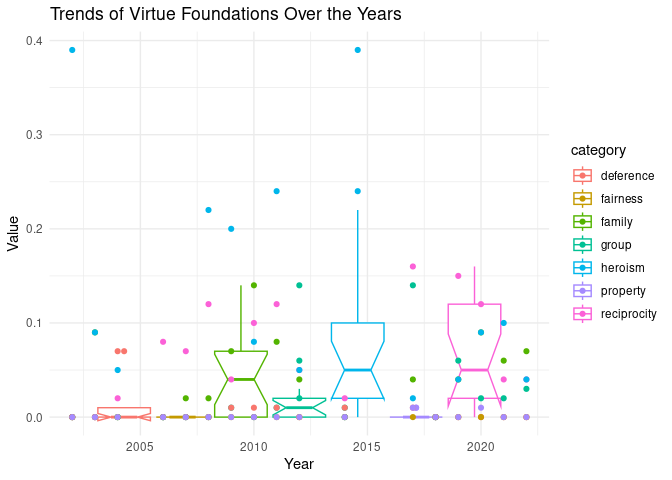 Trends of Virtue Foundations Over the Years
0.4
0.3
0.2
0.1
0.0
Value
2005
2010
2015
2020
Year
category
deference
fairness
family
group
heroism
property
reciprocity